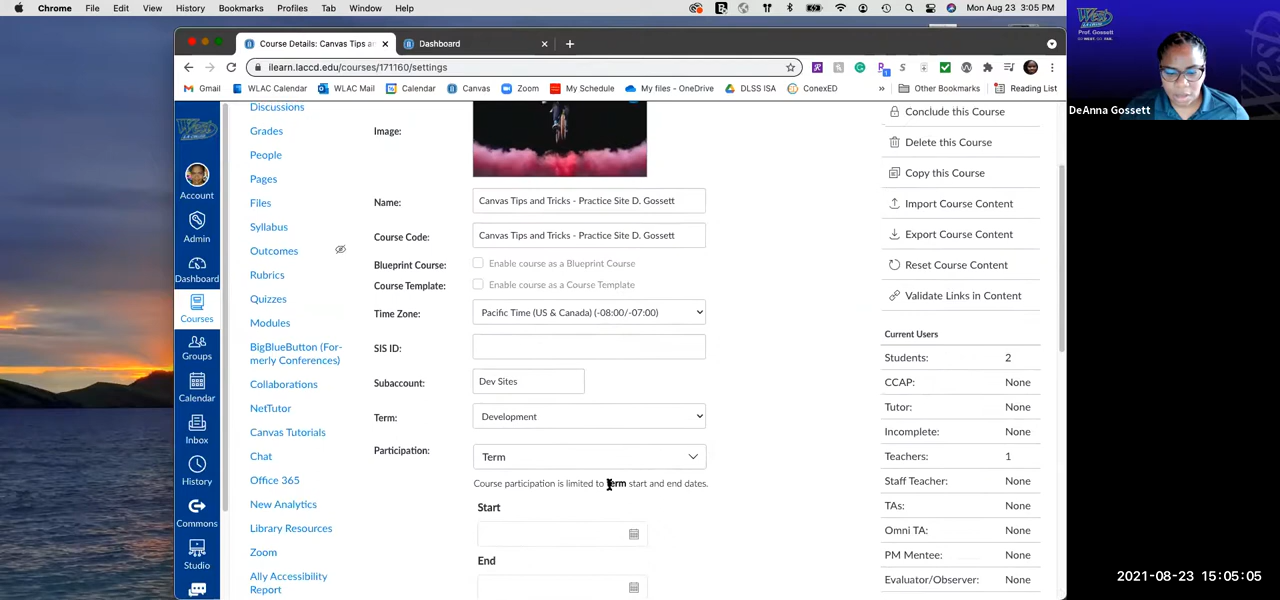 Chrome File Edit View History Bookmarks Profiles Tab Window Help
Mon Aud 23 3:05 PM
Course Details: Canvas Tips an
Dashboard
ilearn.laccd.edu/courses/171160/settings
Gmail WLAC Calendar WLAC Mail Calendar Canvas Zoom My Schedule My files - OneDrive DLSS ISA ConexED » Other Bookmarks Reading List
West
Prof. Gossett
GO WEST. GO FAR.
DeAnna Gossett
Account
Admin
Dashboard
Courses
Groups
Calendar
Inbox
History
Commons
Studio
Discussions
Grades
People
Pages
Files
Syllabus
Outcomes
Rubrics
Quizzes
Modules
BigBlueButton (For-
merly Conferences)
Collaborations
NetTutor
Canvas Tutorials
Chat
Office 365
New Analytics
Library Resources
Zoom
Ally Accessibility
Report
Image:
Name: Canvas Tips and Tricks - Practice Site D. Gossett
Course Code: Canvas Tips and Tricks - Practice Site D. Gossett
Blueprint Course: Enable course as a Blueprint Course
Course Template: Enable course as a Course Template
Time Zone: Pacific Time (US & Canada) (-08:00/-07:00)
SIS ID:
Subaccount: Dev Sites
Term: Development
Participation: Term
Course participation is limited to term start and end dates.
Start
End
Conclude this Course
Delete this Course
Copy this Course
Import Course Content
Export Course Content
Reset Course Content
Validate Links in Content
Current Users
Students: 2
CCAP: None
Tutor: None
Incomplete: None
Teachers: 1
Staff Teacher: None
TAs: None
Omni TA: None
PM Mentee: None
Evaluator/Observer: None
2021-08-23 15:05:05